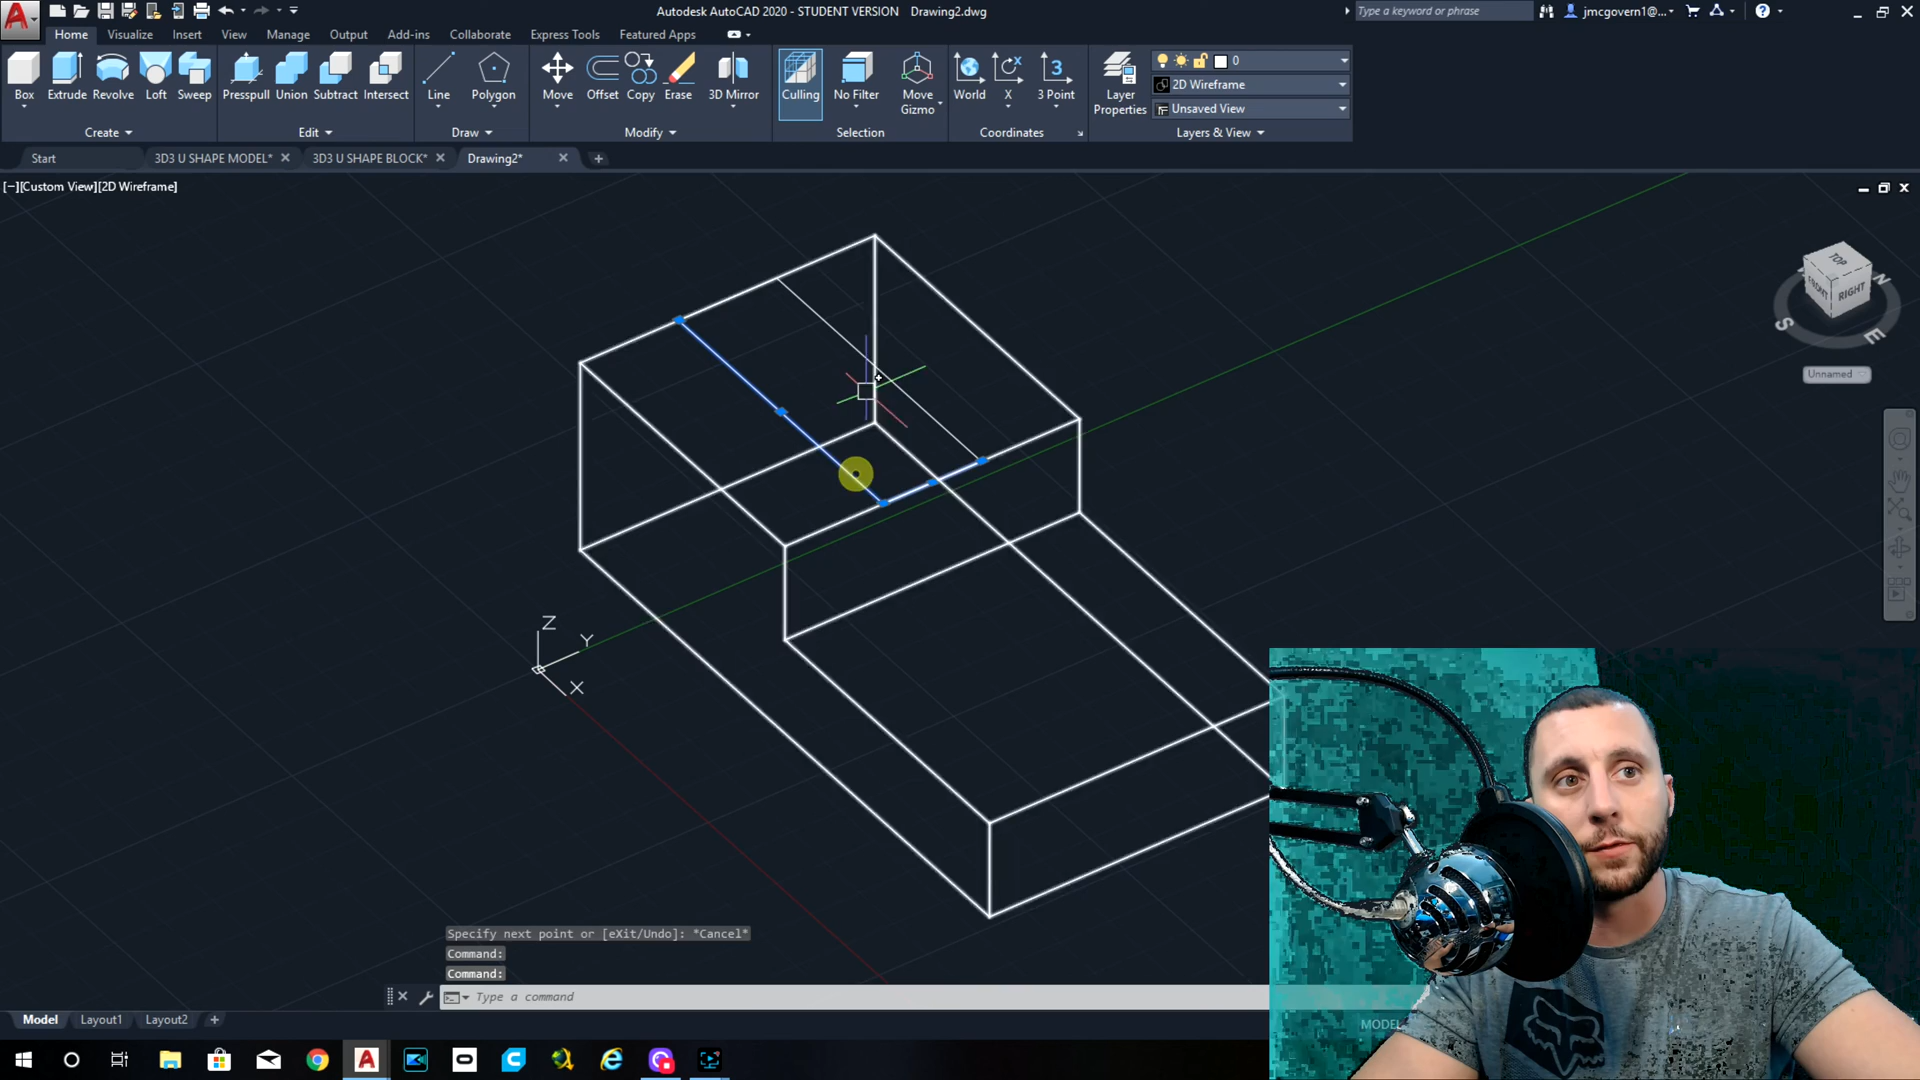 Autodesk AutoCAD 2020 - STUDENT VERSION Drawing2.dwg
Type a keyword or phrase
jmcgovern1@...
Home Visualize Insert View Manage Output Add-ins Collaborate Express Tools Featured Apps
Box Extrude Revolve Loft Sweep Presspull Union Subtract Intersect Line Polygon Move Offset Copy Erase 3D Mirror Culling No Filter Move Gizmo World X 3 Point Layer Properties
0
2D Wireframe
Unsaved View
Create Edit Draw Modify Selection Coordinates Layers & View
Start 3D3 U SHAPE MODEL* 3D3 U SHAPE BLOCK* Drawing2*
[−][Custom View][2D Wireframe]
TOP
FRONT RIGHT
N
S E
Unnamed
Z
Y
X
Specify next point or [eXit/Undo]: *Cancel*
Command:
Command:
Type a command
Model Layout1 Layout2
MODEL